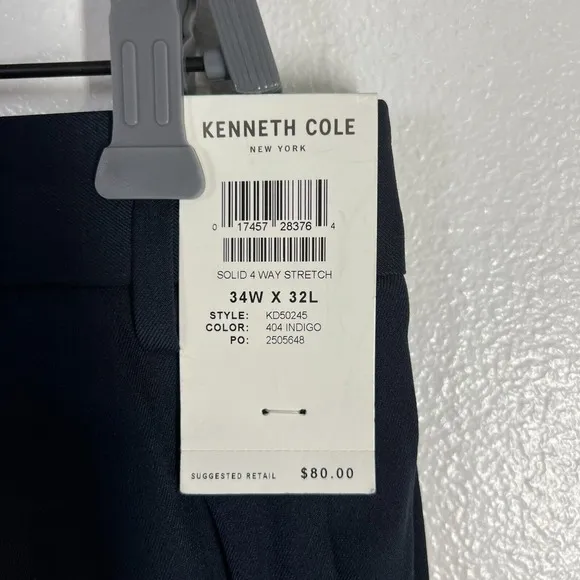 KENNETH COLE
NEW YORK
0 17457 28376 4
SOLID 4 WAY STRETCH
34W X 32L
STYLE: KD50245
COLOR: 404 INDIGO
PO: 2505648
SUGGESTED RETAIL $80.00